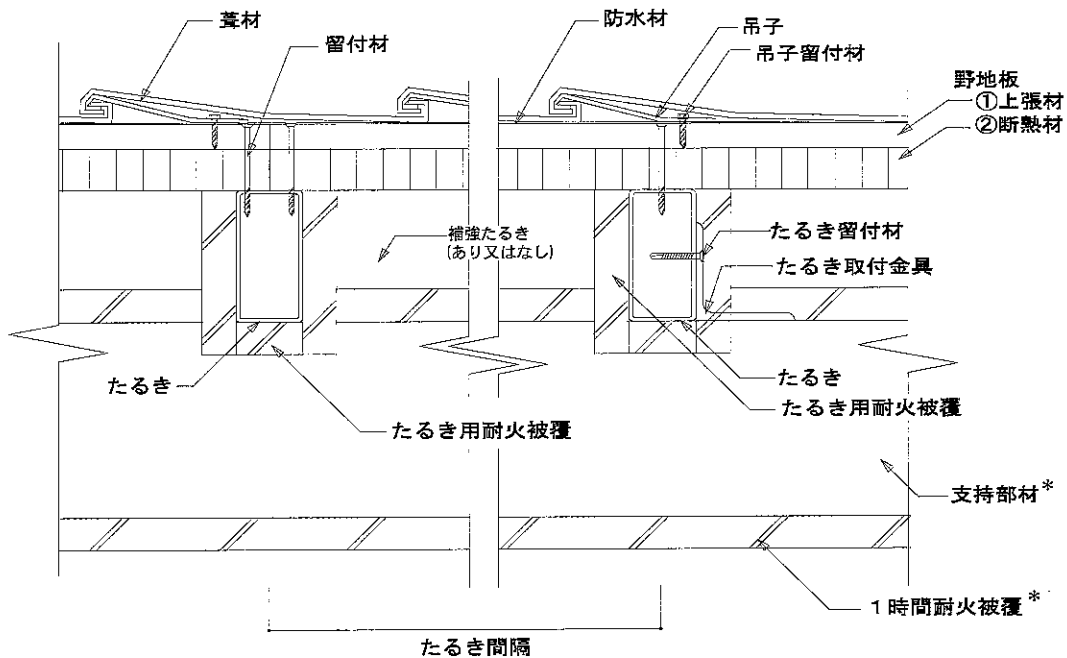 葺材
留付材
防水材
吊子
吊子留付材
野地板
①上張材
②断熱材
補強たるき
(あり又はなし)
たるき留付材
たるき取付金具
たるき
たるき
たるき用耐火被覆
たるき用耐火被覆
支持部材*
1時間耐火被覆*
たるき間隔